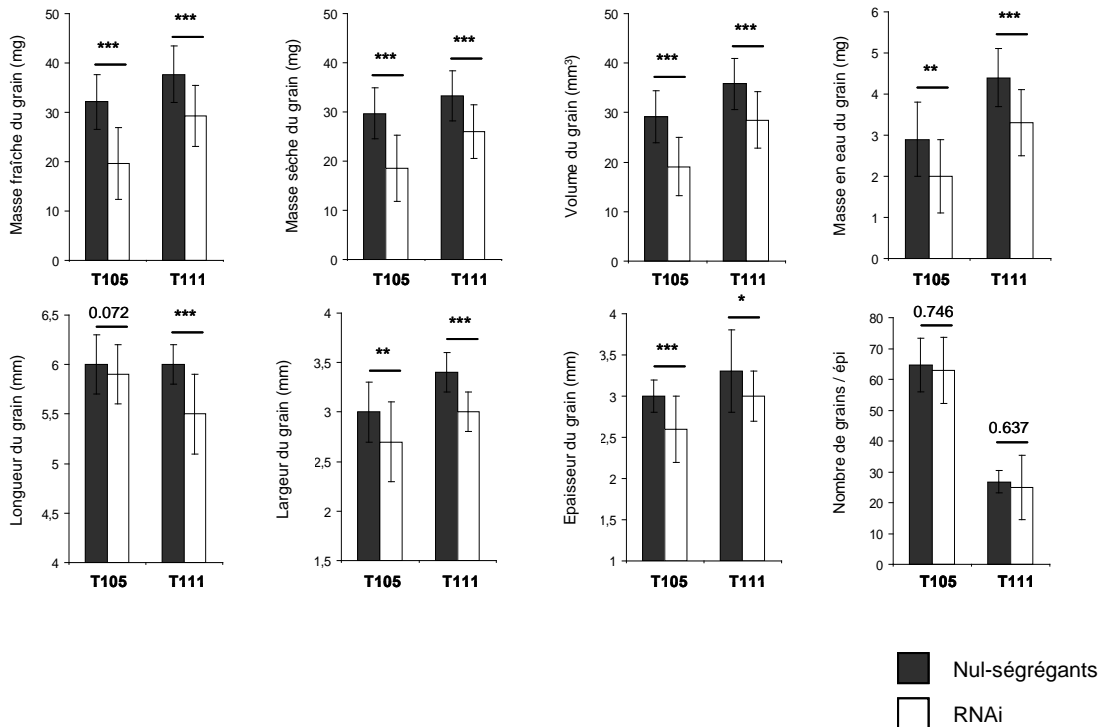 Masse fraîche du grain (mg)
50
40
30
20
10
0
***
***
T105
T111
Masse sèche du grain (mg)
50
40
30
20
10
0
***
***
T105
T111
Volume du grain (mm³)
50
40
30
20
10
0
***
***
T105
T111
Masse en eau du grain (mg)
6
5
4
3
2
1
0
**
***
T105
T111
Longueur du grain (mm)
6,5
6
5,5
5
4,5
4
0.072
***
T105
T111
Largeur du grain (mm)
4
3,5
3
2,5
2
1,5
**
***
T105
T111
Epaisseur du grain (mm)
4
3,5
3
2,5
2
1,5
1
***
*
T105
T111
Nombre de grains / épi
80
70
60
50
40
30
20
10
0
0.746
0.637
T105
T111
Nul-ségrégants
RNAi